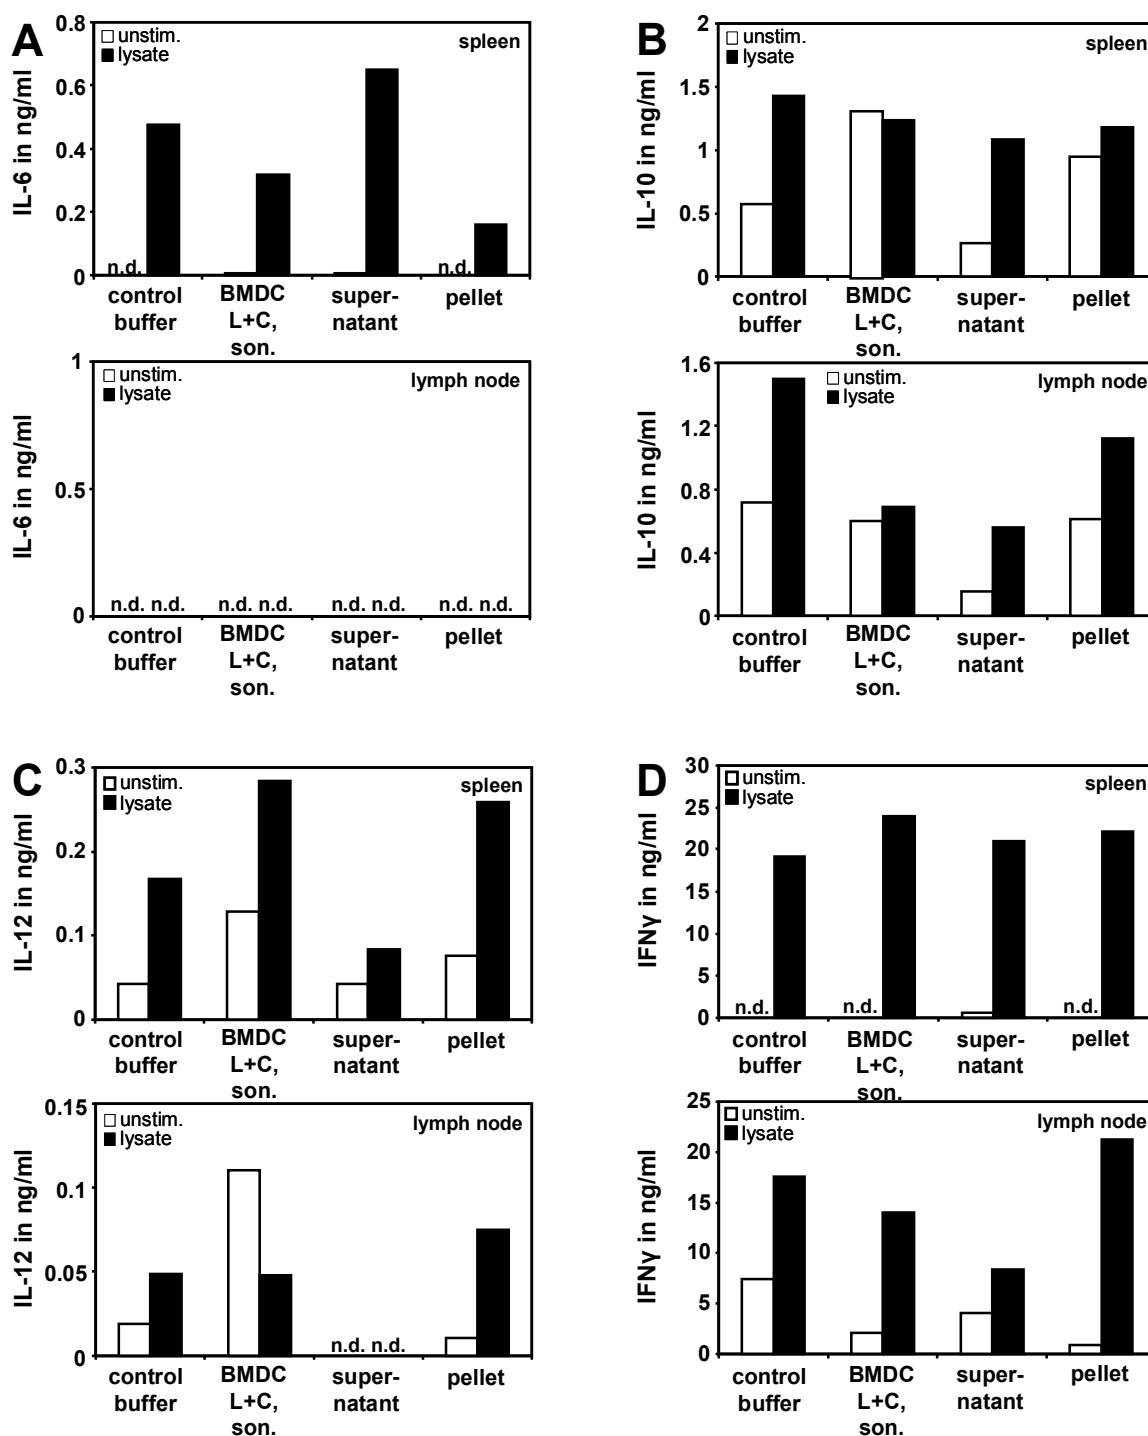 A
IL-6 in ng/ml
0.8
0.6
0.4
0.2
0
unstim.
lysate
spleen
n.d.
n.d.
control
buffer
BMDC
L+C,
son.
super-
natant
pellet
IL-6 in ng/ml
1
0.5
0
unstim.
lysate
lymph node
n.d. n.d.
n.d. n.d.
n.d. n.d.
n.d. n.d.
control
buffer
BMDC
L+C,
son.
super-
natant
pellet
B
IL-10 in ng/ml
2
1.5
1
0.5
0
unstim.
lysate
spleen
control
buffer
BMDC
L+C,
son.
super-
natant
pellet
IL-10 in ng/ml
1.6
1.2
0.8
0.4
0
unstim.
lysate
lymph node
control
buffer
BMDC
L+C,
son.
super-
natant
pellet
C
IL-12 in ng/ml
0.3
0.2
0.1
0
unstim.
lysate
spleen
control
buffer
BMDC
L+C,
son.
super-
natant
pellet
IL-12 in ng/ml
0.15
0.1
0.05
0
unstim.
lysate
lymph node
n.d. n.d.
control
buffer
BMDC
L+C,
son.
super-
natant
pellet
D
IFNγ in ng/ml
30
25
20
15
10
5
0
unstim.
lysate
spleen
n.d.
n.d.
n.d.
control
buffer
BMDC
L+C,
son.
super-
natant
pellet
IFNγ in ng/ml
25
20
15
10
5
0
unstim.
lysate
lymph node
control
buffer
BMDC
L+C,
son.
super-
natant
pellet